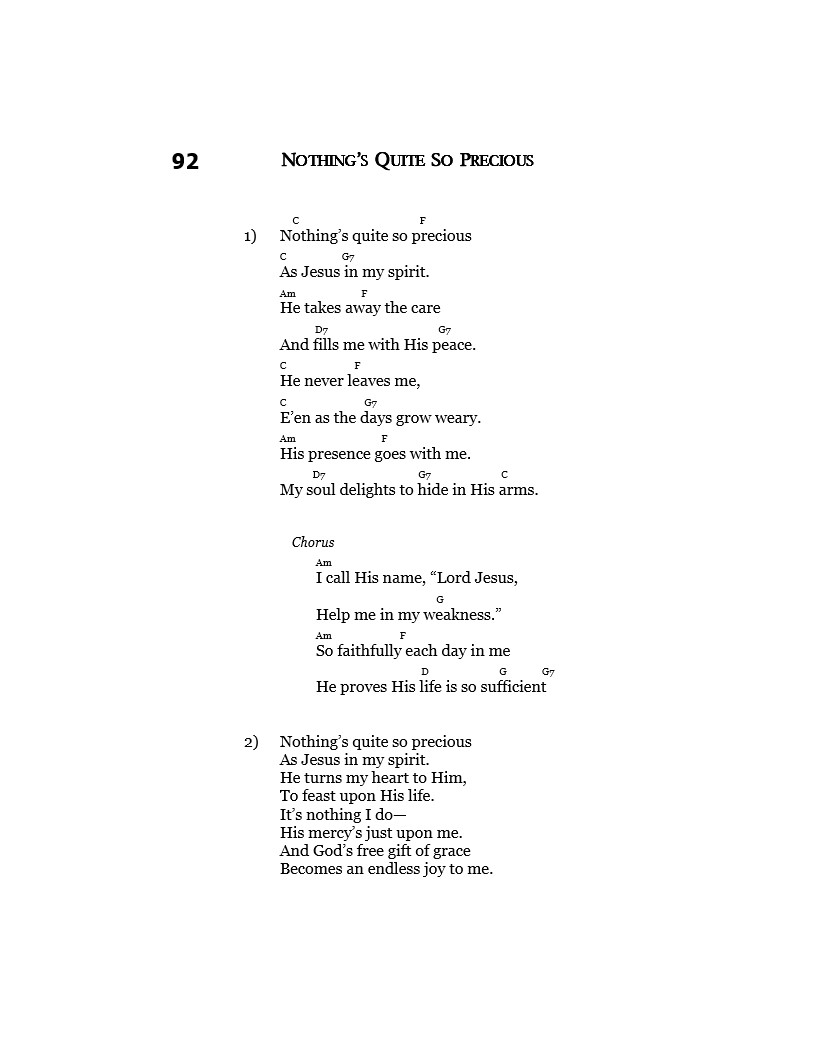 92 NOTHING'S QUITE SO PRECIOUS
C F
1) Nothing's quite so precious
C G7
As Jesus in my spirit.
Am F
He takes away the care
D7 G7
And fills me with His peace.
C F
He never leaves me,
C G7
E'en as the days grow weary.
Am F
His presence goes with me.
D7 G7 C
My soul delights to hide in His arms.
Chorus
Am
I call His name, “Lord Jesus,
G
Help me in my weakness.”
Am F
So faithfully each day in me
D G G7
He proves His life is so sufficient
2) Nothing's quite so precious
As Jesus in my spirit.
He turns my heart to Him,
To feast upon His life.
It's nothing I do—
His mercy's just upon me.
And God's free gift of grace
Becomes an endless joy to me.